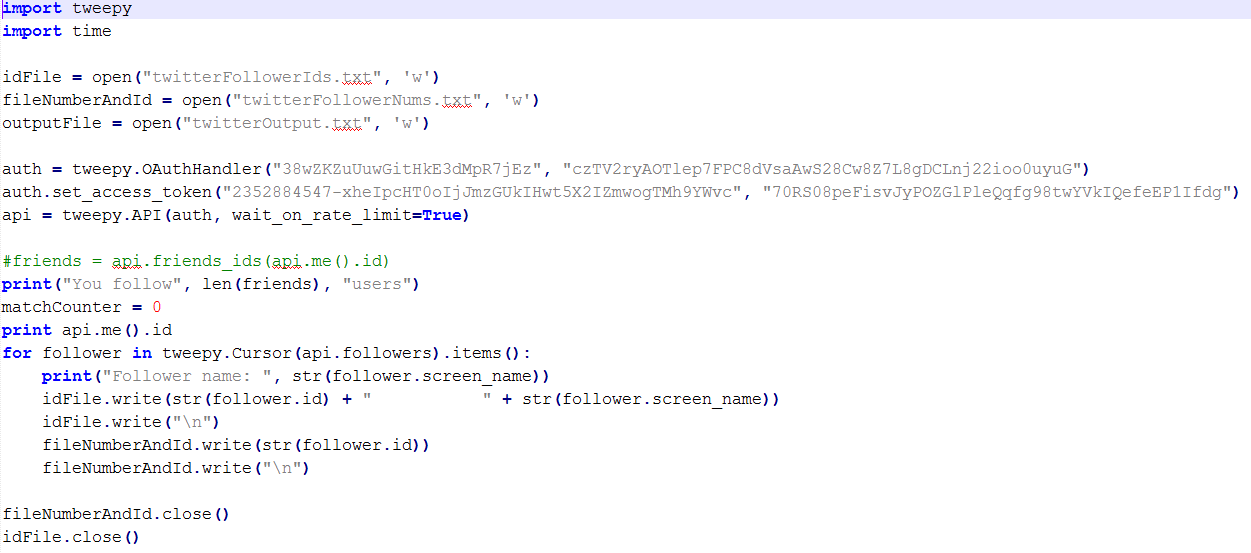 import tweepy
import time
idFile = open("twitterFollowerIds.txt", 'w')
fileNumberAndId = open("twitterFollowerNums.txt", 'w')
outputFile = open("twitterOutput.txt", 'w')
auth = tweepy.OAuthHandler("38wZKZuUuwGitHkE3dMpR7jEz", "czTV2ryAOTlep7FPC8dVsaAwS28Cw8Z7L8gDCLnj22ioo0uyuG")
auth.set_access_token("2352884547-xheIpcHT0oIjJmzGUkIHwt5X2IZmwogTMh9YWvc", "70RS08peFisvJyPOZGlPleQqfg98twYVkIQefeEP1Ifdg")
api = tweepy.API(auth, wait_on_rate_limit=True)
#friends = api.friends_ids(api.me().id)
print("You follow", len(friends), "users")
matchCounter = 0
print api.me().id
for follower in tweepy.Cursor(api.followers).items():
    print("Follower name: ", str(follower.screen_name))
    idFile.write(str(follower.id) + "           " + str(follower.screen_name))
    idFile.write("\n")
    fileNumberAndId.write(str(follower.id))
    fileNumberAndId.write("\n")
fileNumberAndId.close()
idFile.close()